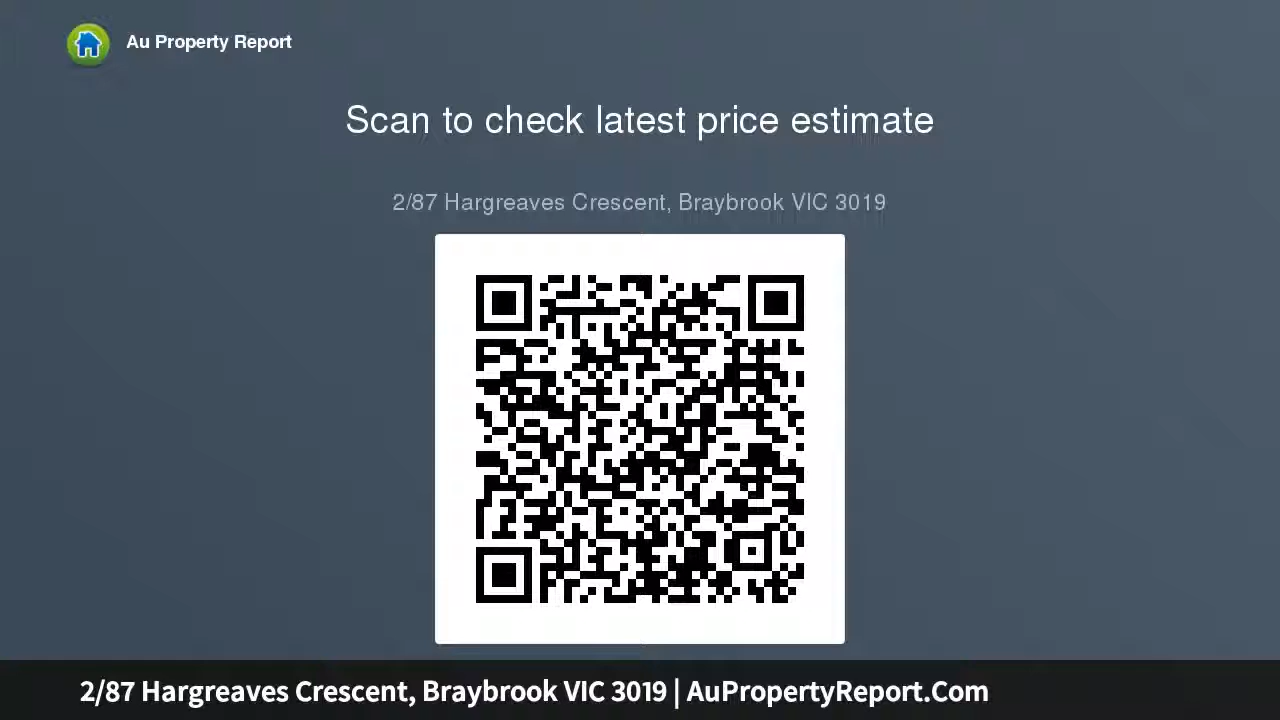 Au Property Report
Scan to check latest price estimate
2/87 Hargreaves Crescent, Braybrook VIC 3019
2/87 Hargreaves Crescent, Braybrook VIC 3019 | AuPropertyReport.Com